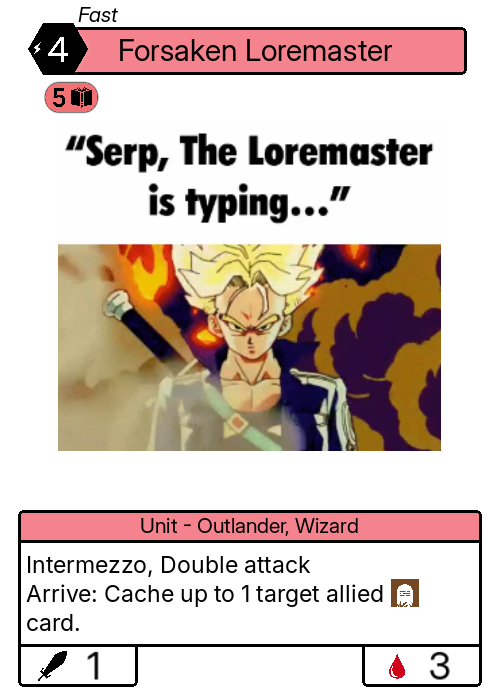 Fast
4
Forsaken Loremaster
5
“Serp, The Loremaster
is typing...”
Unit - Outlander, Wizard
Intermezzo, Double attack
Arrive: Cache up to 1 target allied
card.
1
3